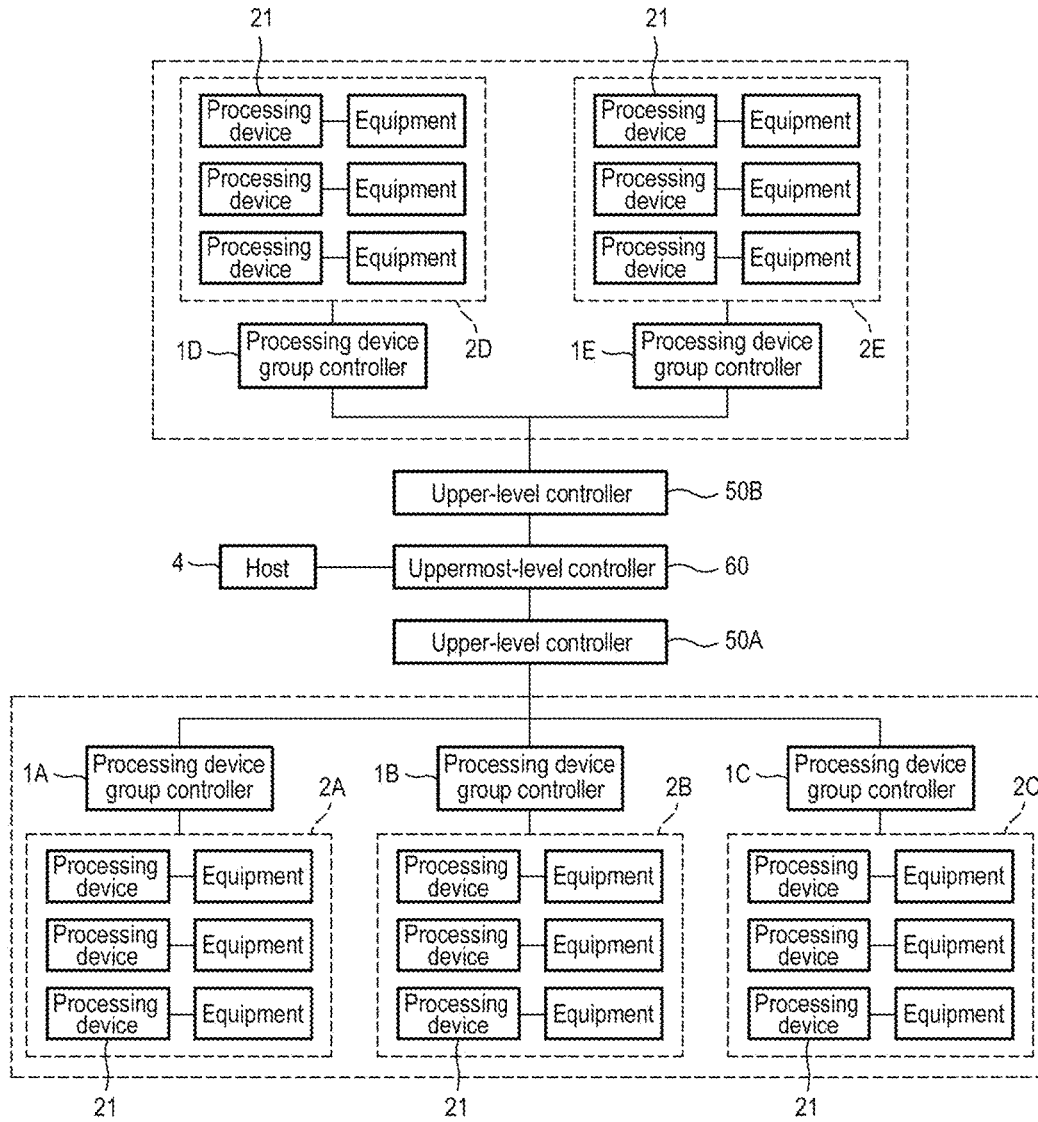 21
21
Processing
device
Equipment
Processing
device
Equipment
Processing
device
Equipment
Processing
device
Equipment
Processing
device
Equipment
Processing
device
Equipment
1D
Processing device
group controller
2D
1E
Processing device
group controller
2E
Upper-level controller
50B
4
Host
Uppermost-level controller
60
Upper-level controller
50A
1A
Processing device
group controller
2A
1B
Processing device
group controller
2B
1C
Processing device
group controller
2C
Processing
device
Equipment
Processing
device
Equipment
Processing
device
Equipment
Processing
device
Equipment
Processing
device
Equipment
Processing
device
Equipment
Processing
device
Equipment
Processing
device
Equipment
Processing
device
Equipment
21
21
21